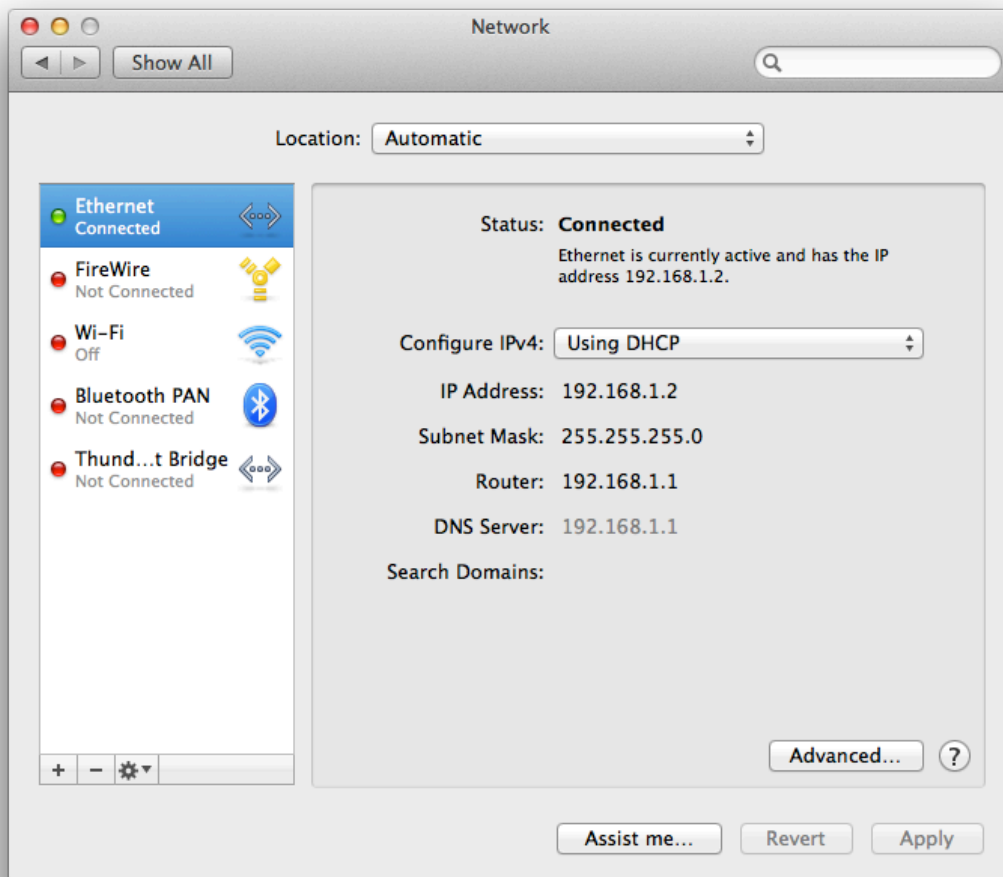 Network
Show All
Location: Automatic
Ethernet
Connected
FireWire
Not Connected
Wi-Fi
Off
Bluetooth PAN
Not Connected
Thund...t Bridge
Not Connected
Status: Connected
Ethernet is currently active and has the IP
address 192.168.1.2.
Configure IPv4: Using DHCP
IP Address: 192.168.1.2
Subnet Mask: 255.255.255.0
Router: 192.168.1.1
DNS Server: 192.168.1.1
Search Domains:
Advanced... ?
Assist me... Revert Apply